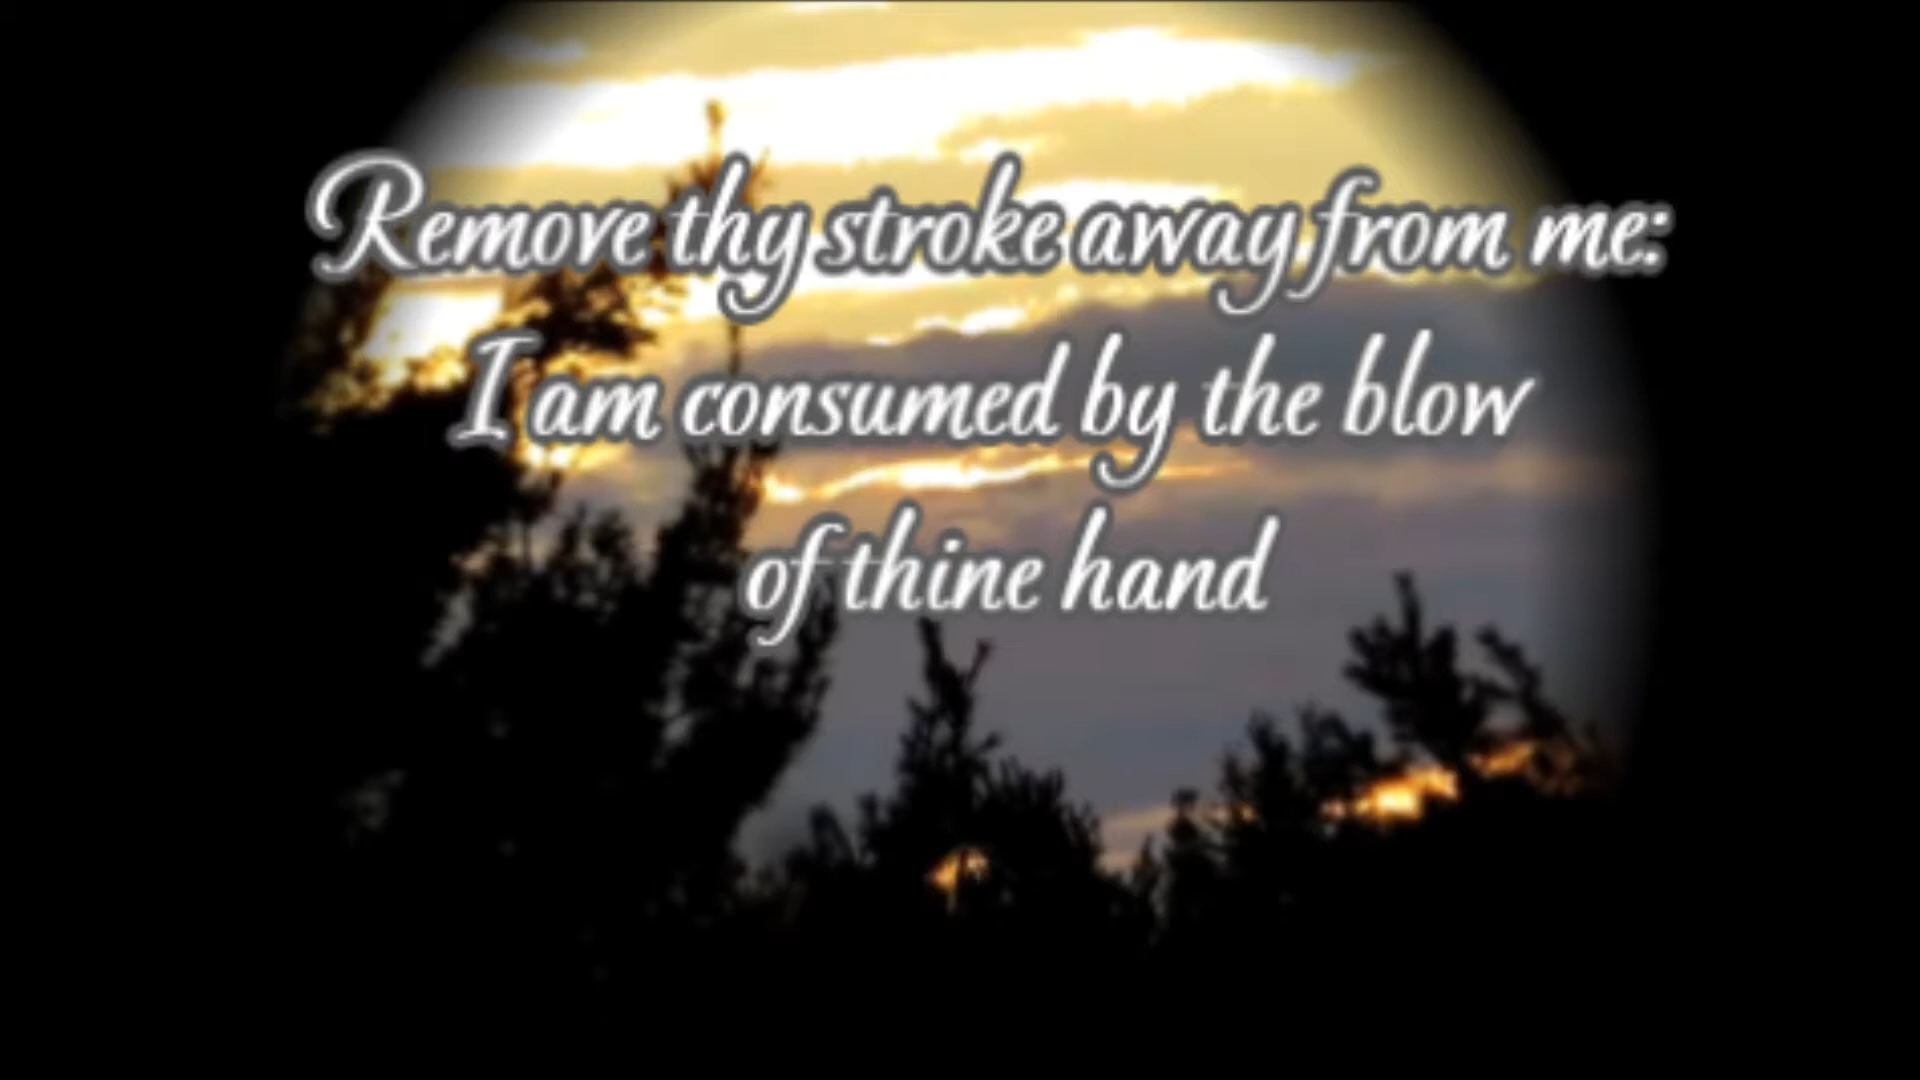 Remove thy stroke away from me:
I am consumed by the blow
of thine hand